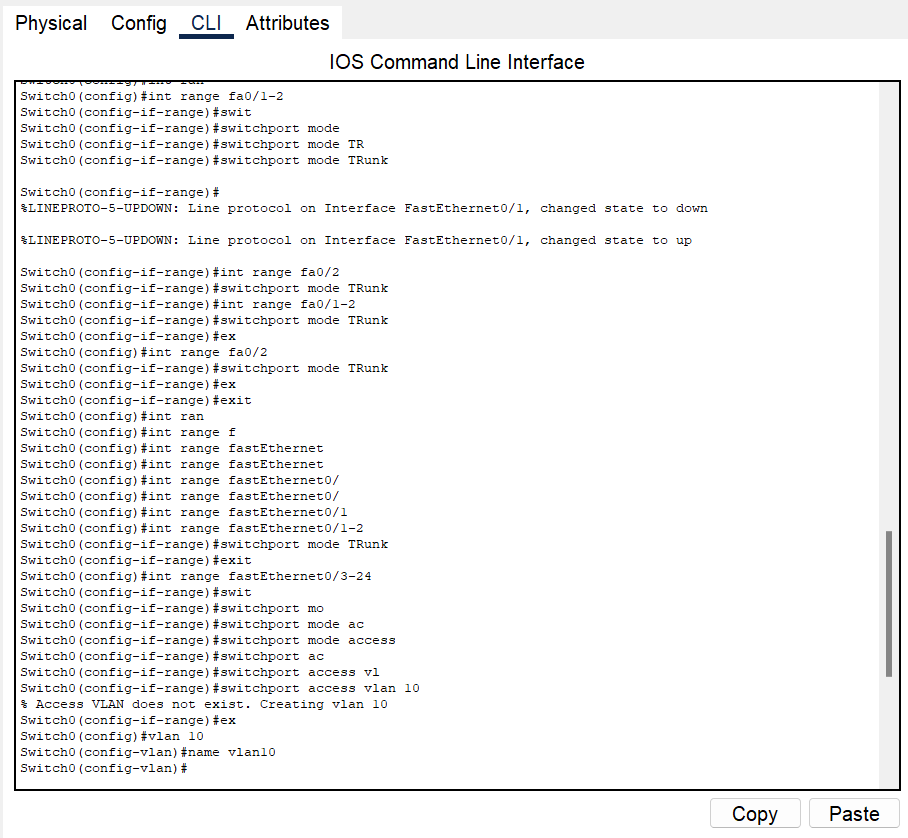 Physical Config CLI Attributes
IOS Command Line Interface
Switch0(config)#int range fa0/1-2
Switch0(config-if-range)#swit
Switch0(config-if-range)#switchport mode
Switch0(config-if-range)#switchport mode TR
Switch0(config-if-range)#switchport mode TRunk
Switch0(config-if-range)#
%LINEPROTO-5-UPDOWN: Line protocol on Interface FastEthernet0/1, changed state to down
%LINEPROTO-5-UPDOWN: Line protocol on Interface FastEthernet0/1, changed state to up
Switch0(config-if-range)#int range fa0/2
Switch0(config-if-range)#switchport mode TRunk
Switch0(config-if-range)#int range fa0/1-2
Switch0(config-if-range)#switchport mode TRunk
Switch0(config-if-range)#ex
Switch0(config)#int range fa0/2
Switch0(config-if-range)#switchport mode TRunk
Switch0(config-if-range)#ex
Switch0(config-if-range)#exit
Switch0(config)#int ran
Switch0(config)#int range f
Switch0(config)#int range fastEthernet
Switch0(config)#int range fastEthernet
Switch0(config)#int range fastEthernet0/
Switch0(config)#int range fastEthernet0/
Switch0(config)#int range fastEthernet0/1
Switch0(config)#int range fastEthernet0/1-2
Switch0(config-if-range)#switchport mode TRunk
Switch0(config-if-range)#exit
Switch0(config)#int range fastEthernet0/3-24
Switch0(config-if-range)#swit
Switch0(config-if-range)#switchport mo
Switch0(config-if-range)#switchport mode ac
Switch0(config-if-range)#switchport mode access
Switch0(config-if-range)#switchport ac
Switch0(config-if-range)#switchport access vl
Switch0(config-if-range)#switchport access vlan 10
% Access VLAN does not exist. Creating vlan 10
Switch0(config-if-range)#ex
Switch0(config)#vlan 10
Switch0(config-vlan)#name vlan10
Switch0(config-vlan)#
Copy Paste